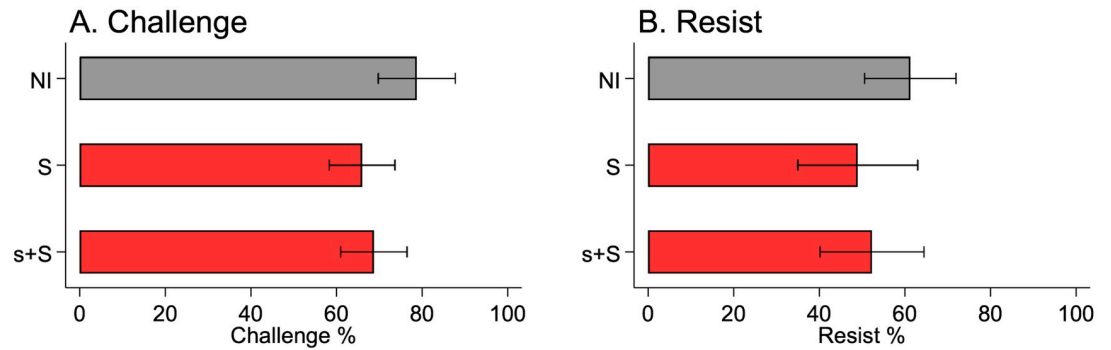 A. Challenge
NI
S
s+S
0 20 40 60 80 100
Challenge %
B. Resist
NI
S
s+S
0 20 40 60 80 100
Resist %